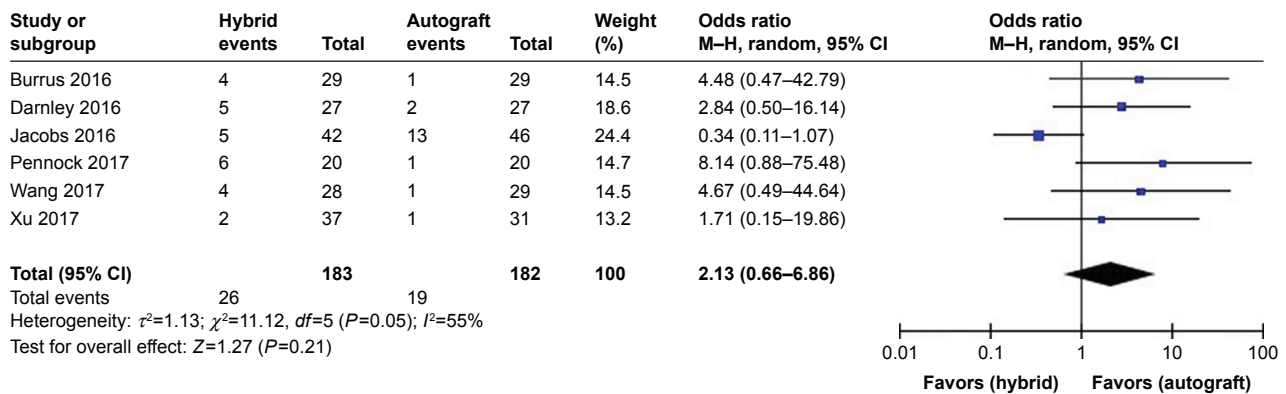 Study or subgroup Hybrid events Total Autograft events Total Weight (%) Odds ratio M–H, random, 95% CI Odds ratio M–H, random, 95% CI
Burrus 2016 4 29 1 29 14.5 4.48 (0.47–42.79)
Darnley 2016 5 27 2 27 18.6 2.84 (0.50–16.14)
Jacobs 2016 5 42 13 46 24.4 0.34 (0.11–1.07)
Pennock 2017 6 20 1 20 14.7 8.14 (0.88–75.48)
Wang 2017 4 28 1 29 14.5 4.67 (0.49–44.64)
Xu 2017 2 37 1 31 13.2 1.71 (0.15–19.86)
Total (95% CI) 183 182 100 2.13 (0.66–6.86)
Total events 26 19
Heterogeneity: τ²=1.13; χ²=11.12, df=5 (P=0.05); I²=55%
Test for overall effect: Z=1.27 (P=0.21)
0.01 0.1 1 10 100
Favors (hybrid) Favors (autograft)